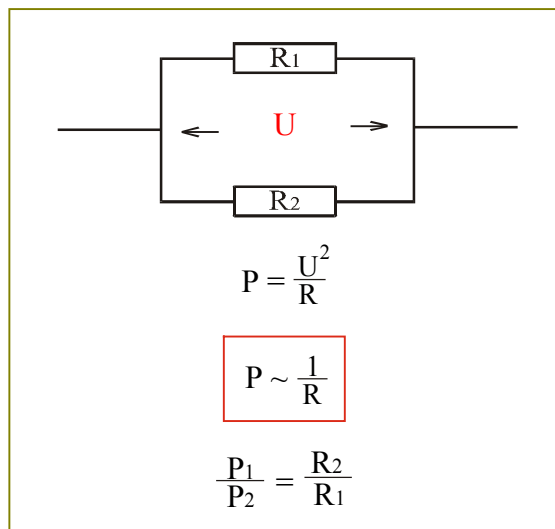 R1
U
R2
P = U²/R
P ~ 1/R
P1/P2 = R2/R1